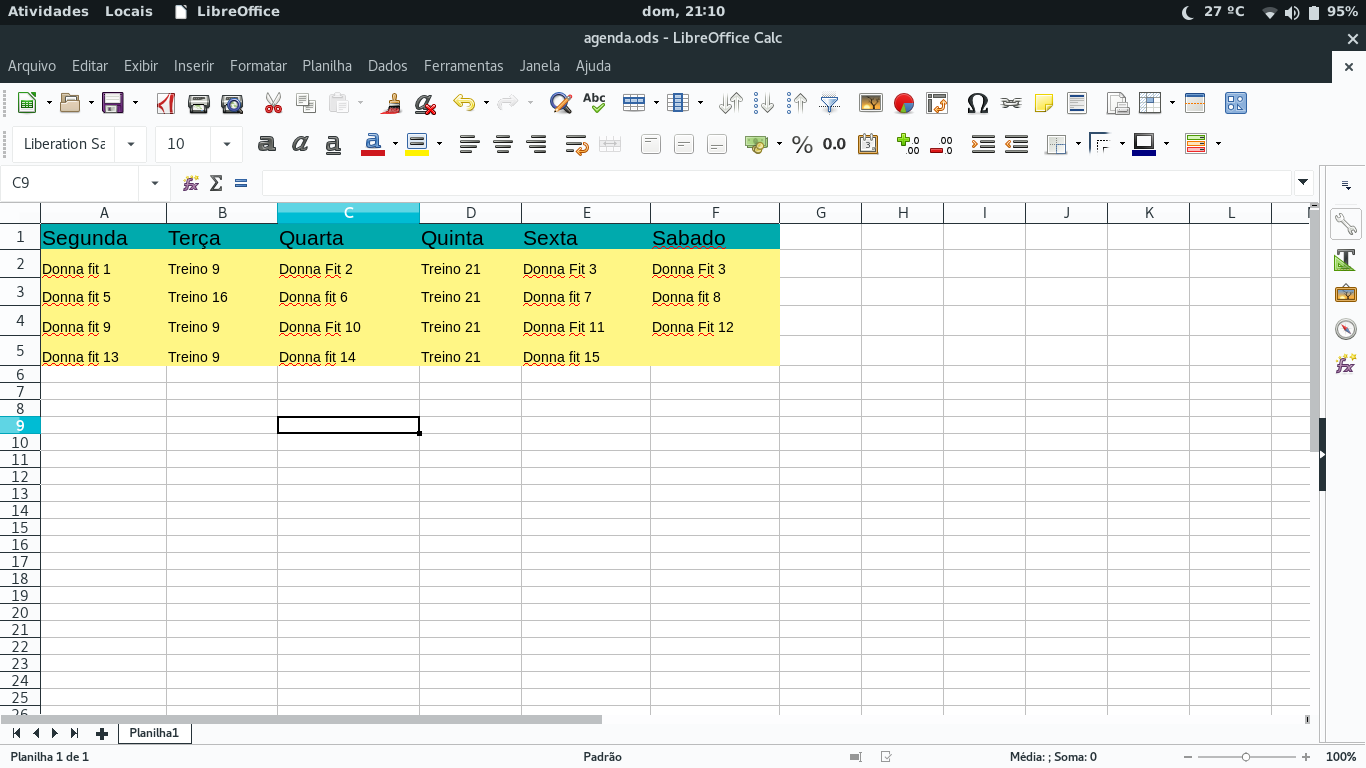 Atividades Locais LibreOffice dom, 21:10 27 ºC 95%
agenda.ods - LibreOffice Calc
Arquivo Editar Exibir Inserir Formatar Planilha Dados Ferramentas Janela Ajuda
Abc
Liberation Sa 10 a a a a % 0.0 .00 .00
C9
A B C D E F G H I J K L
1 Segunda Terça Quarta Quinta Sexta Sabado
2 Donna fit 1 Treino 9 Donna Fit 2 Treino 21 Donna Fit 3 Donna Fit 3
3 Donna fit 5 Treino 16 Donna fit 6 Treino 21 Donna fit 7 Donna fit 8
4 Donna fit 9 Treino 9 Donna Fit 10 Treino 21 Donna Fit 11 Donna Fit 12
5 Donna fit 13 Treino 9 Donna fit 14 Treino 21 Donna fit 15
6
7
8
9
10
11
12
13
14
15
16
17
18
19
20
21
22
23
24
25
26
Planilha1
Planilha 1 de 1 Padrão Média: ; Soma: 0 100%